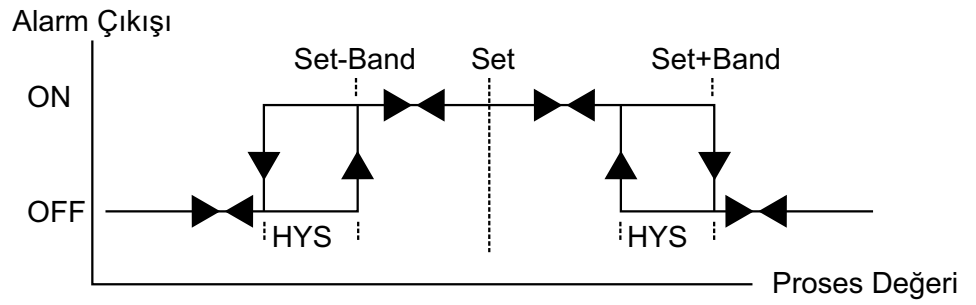 Alarm Çıkışı
Set-Band Set Set+Band
ON
OFF
HYS HYS
Proses Değeri